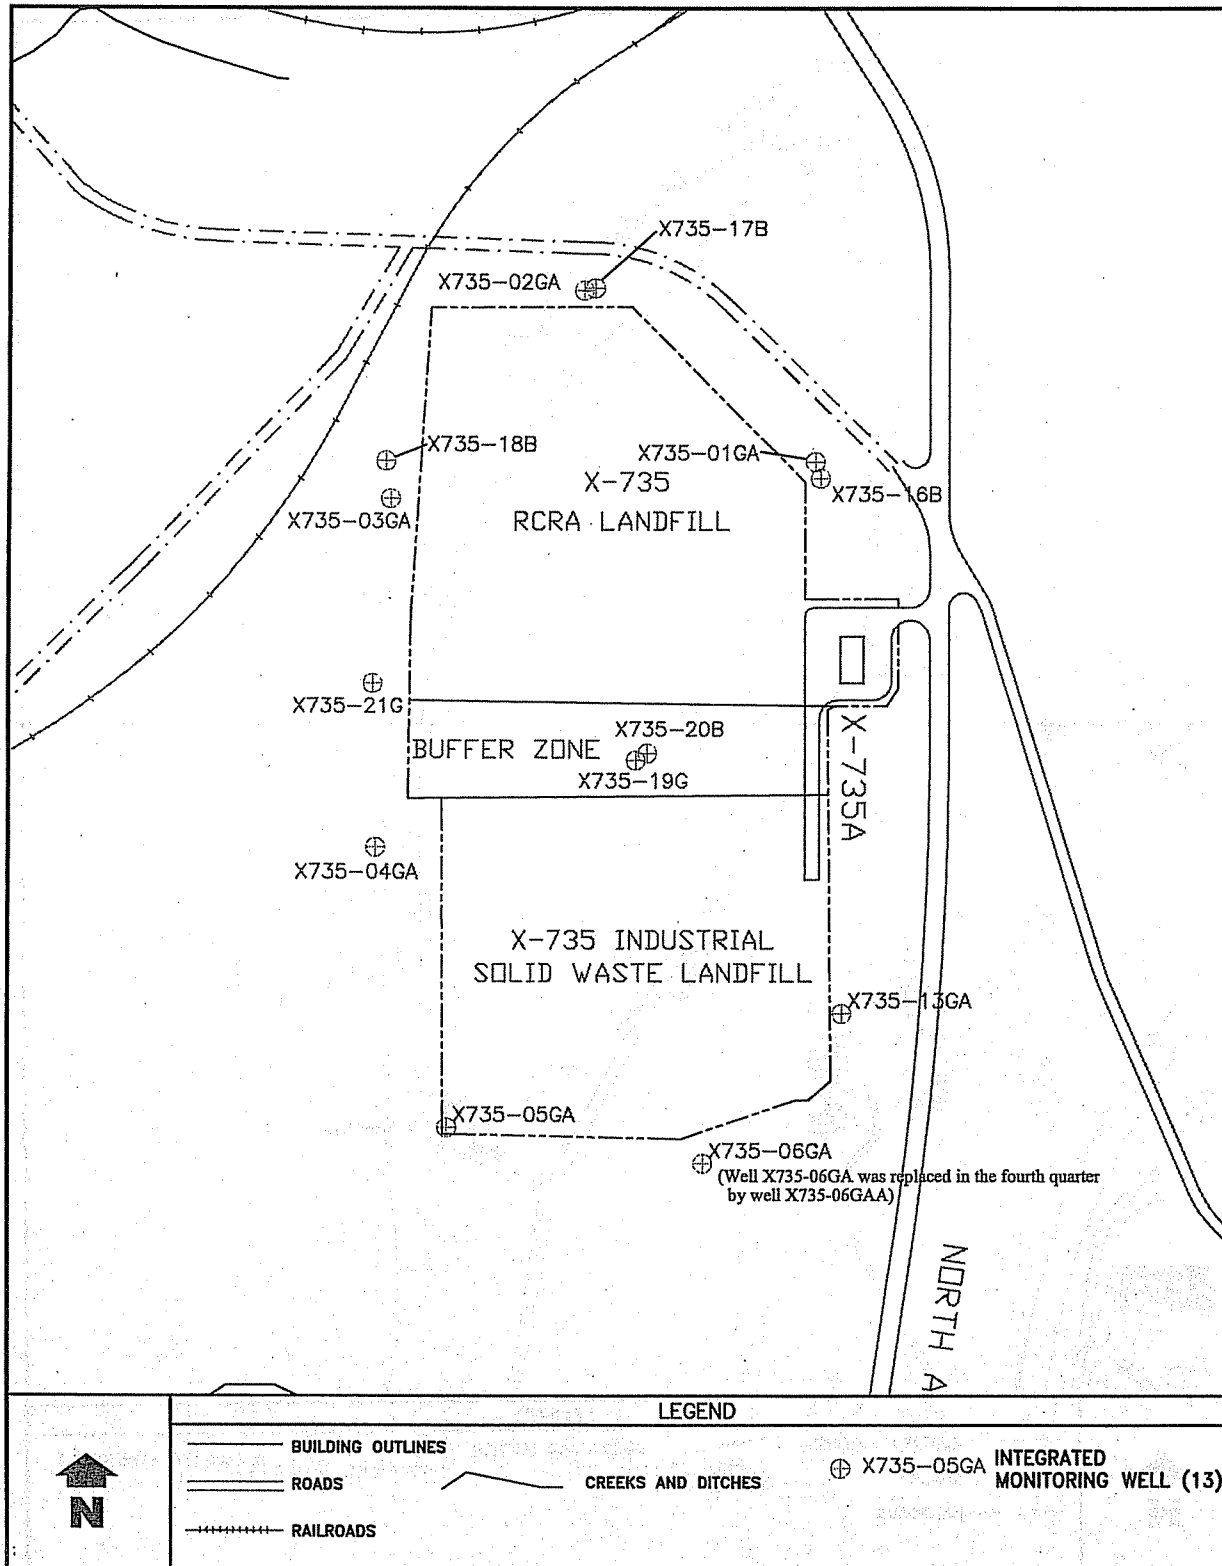 X735-17B
X735-02GA
X735-18B
X735-01GA
X-735
RCRA LANDFILL
X735-16B
X735-03GA
X735-21G
X735-20B
BUFFER ZONE
X735-19G
X-735A
X735-04GA
X-735 INDUSTRIAL
SOLID WASTE LANDFILL
X735-13GA
X735-05GA
X735-06GA
(Well X735-06GA was replaced in the fourth quarter
by well X735-06GAA)
NORTH A
LEGEND
N
BUILDING OUTLINES
ROADS
RAILROADS
CREEKS AND DITCHES
X735-05GA INTEGRATED
MONITORING WELL (13)